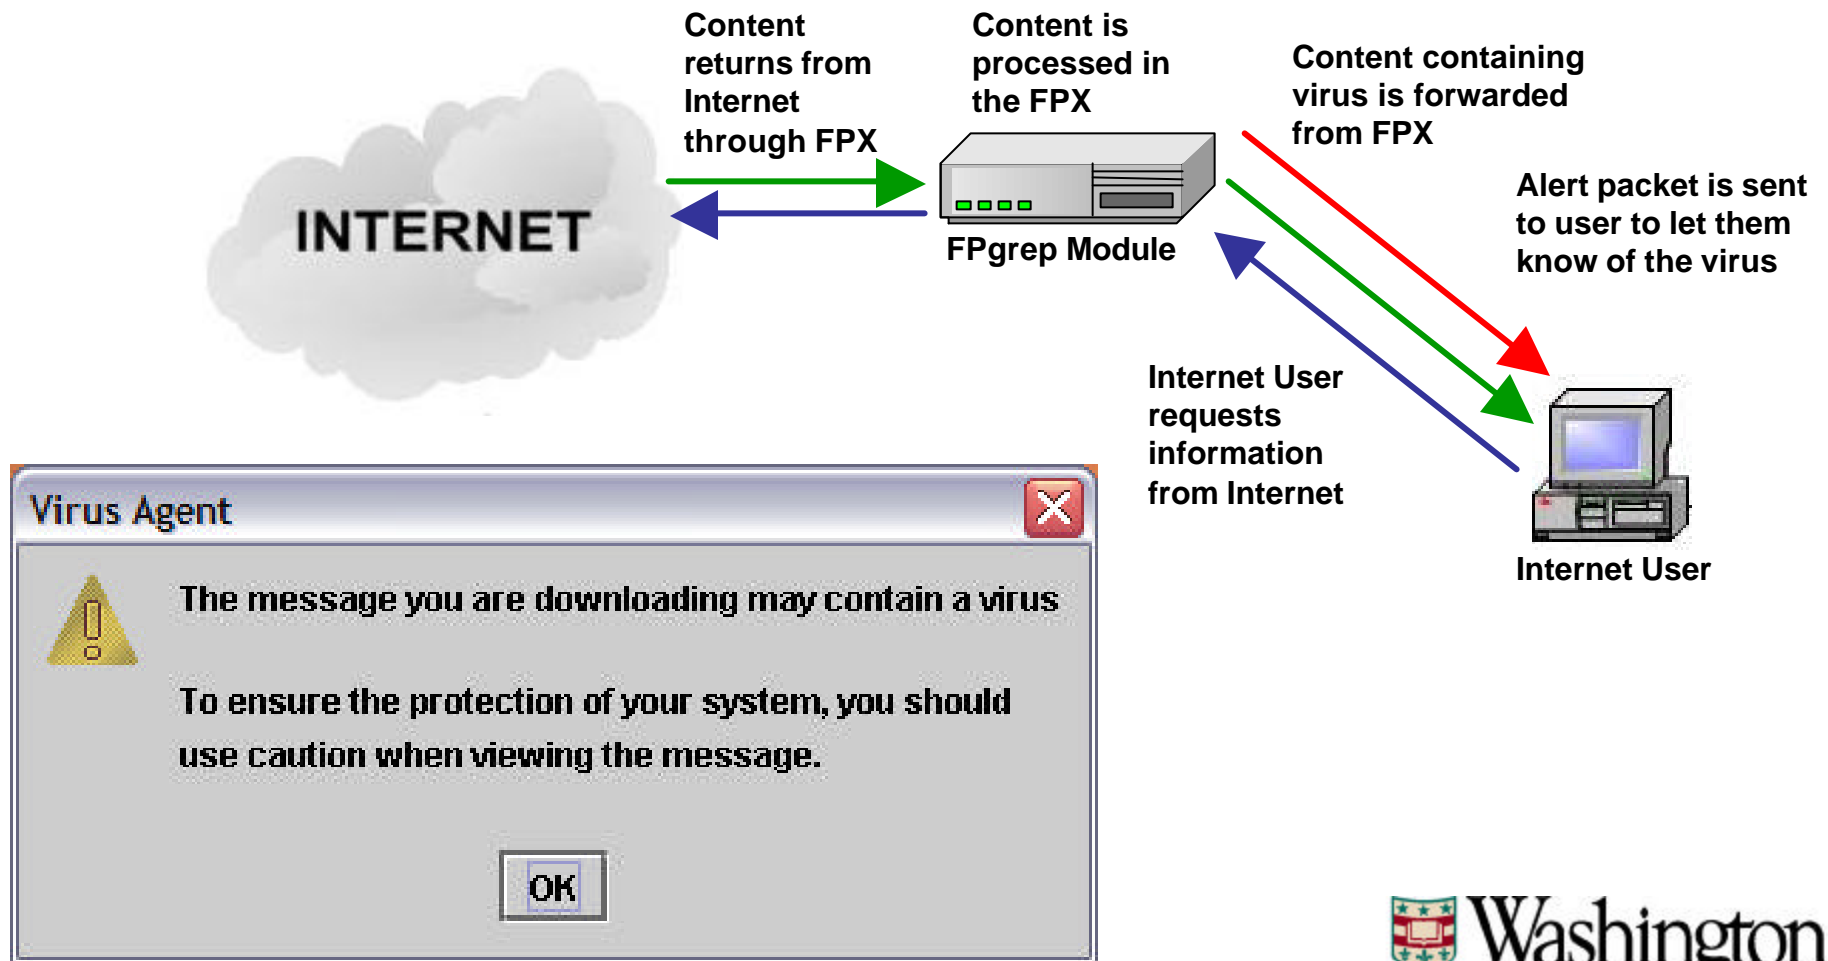 Content
returns from
Internet
through FPX
Content is
processed in
the FPX
Content containing
virus is forwarded
from FPX
Alert packet is sent
to user to let them
know of the virus
INTERNET
FPgrep Module
Internet User
requests
information
from Internet
Internet User
Virus Agent
The message you are downloading may contain a virus
To ensure the protection of your system, you should
use caution when viewing the message.
OK
Washington